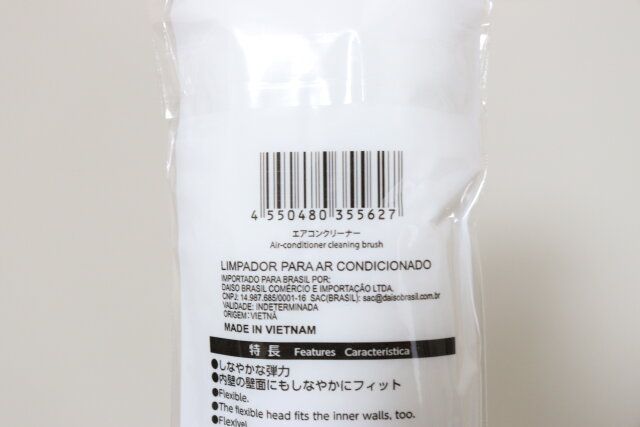 4 550480 355627
エアコンクリーナー
Air-conditioner cleaning brush
LIMPADOR PARA AR CONDICIONADO
IMPORTADO PARA BRASIL POR:
DAISO BRASIL COMÉRCIO E IMPORTAÇÃO LTDA.
CNPJ: 14.987.685/0001-16 SAC(BRASIL): sac@daisobrasil.com.br
VALIDADE: INDETERMINADA
ORIGEM: VIETNÃ
MADE IN VIETNAM
特長 Features Característica
●しなやかな弾力
●内壁の壁面にもしなやかにフィット
●Flexible.
●The flexible head fits the inner walls, too.
●Flexível